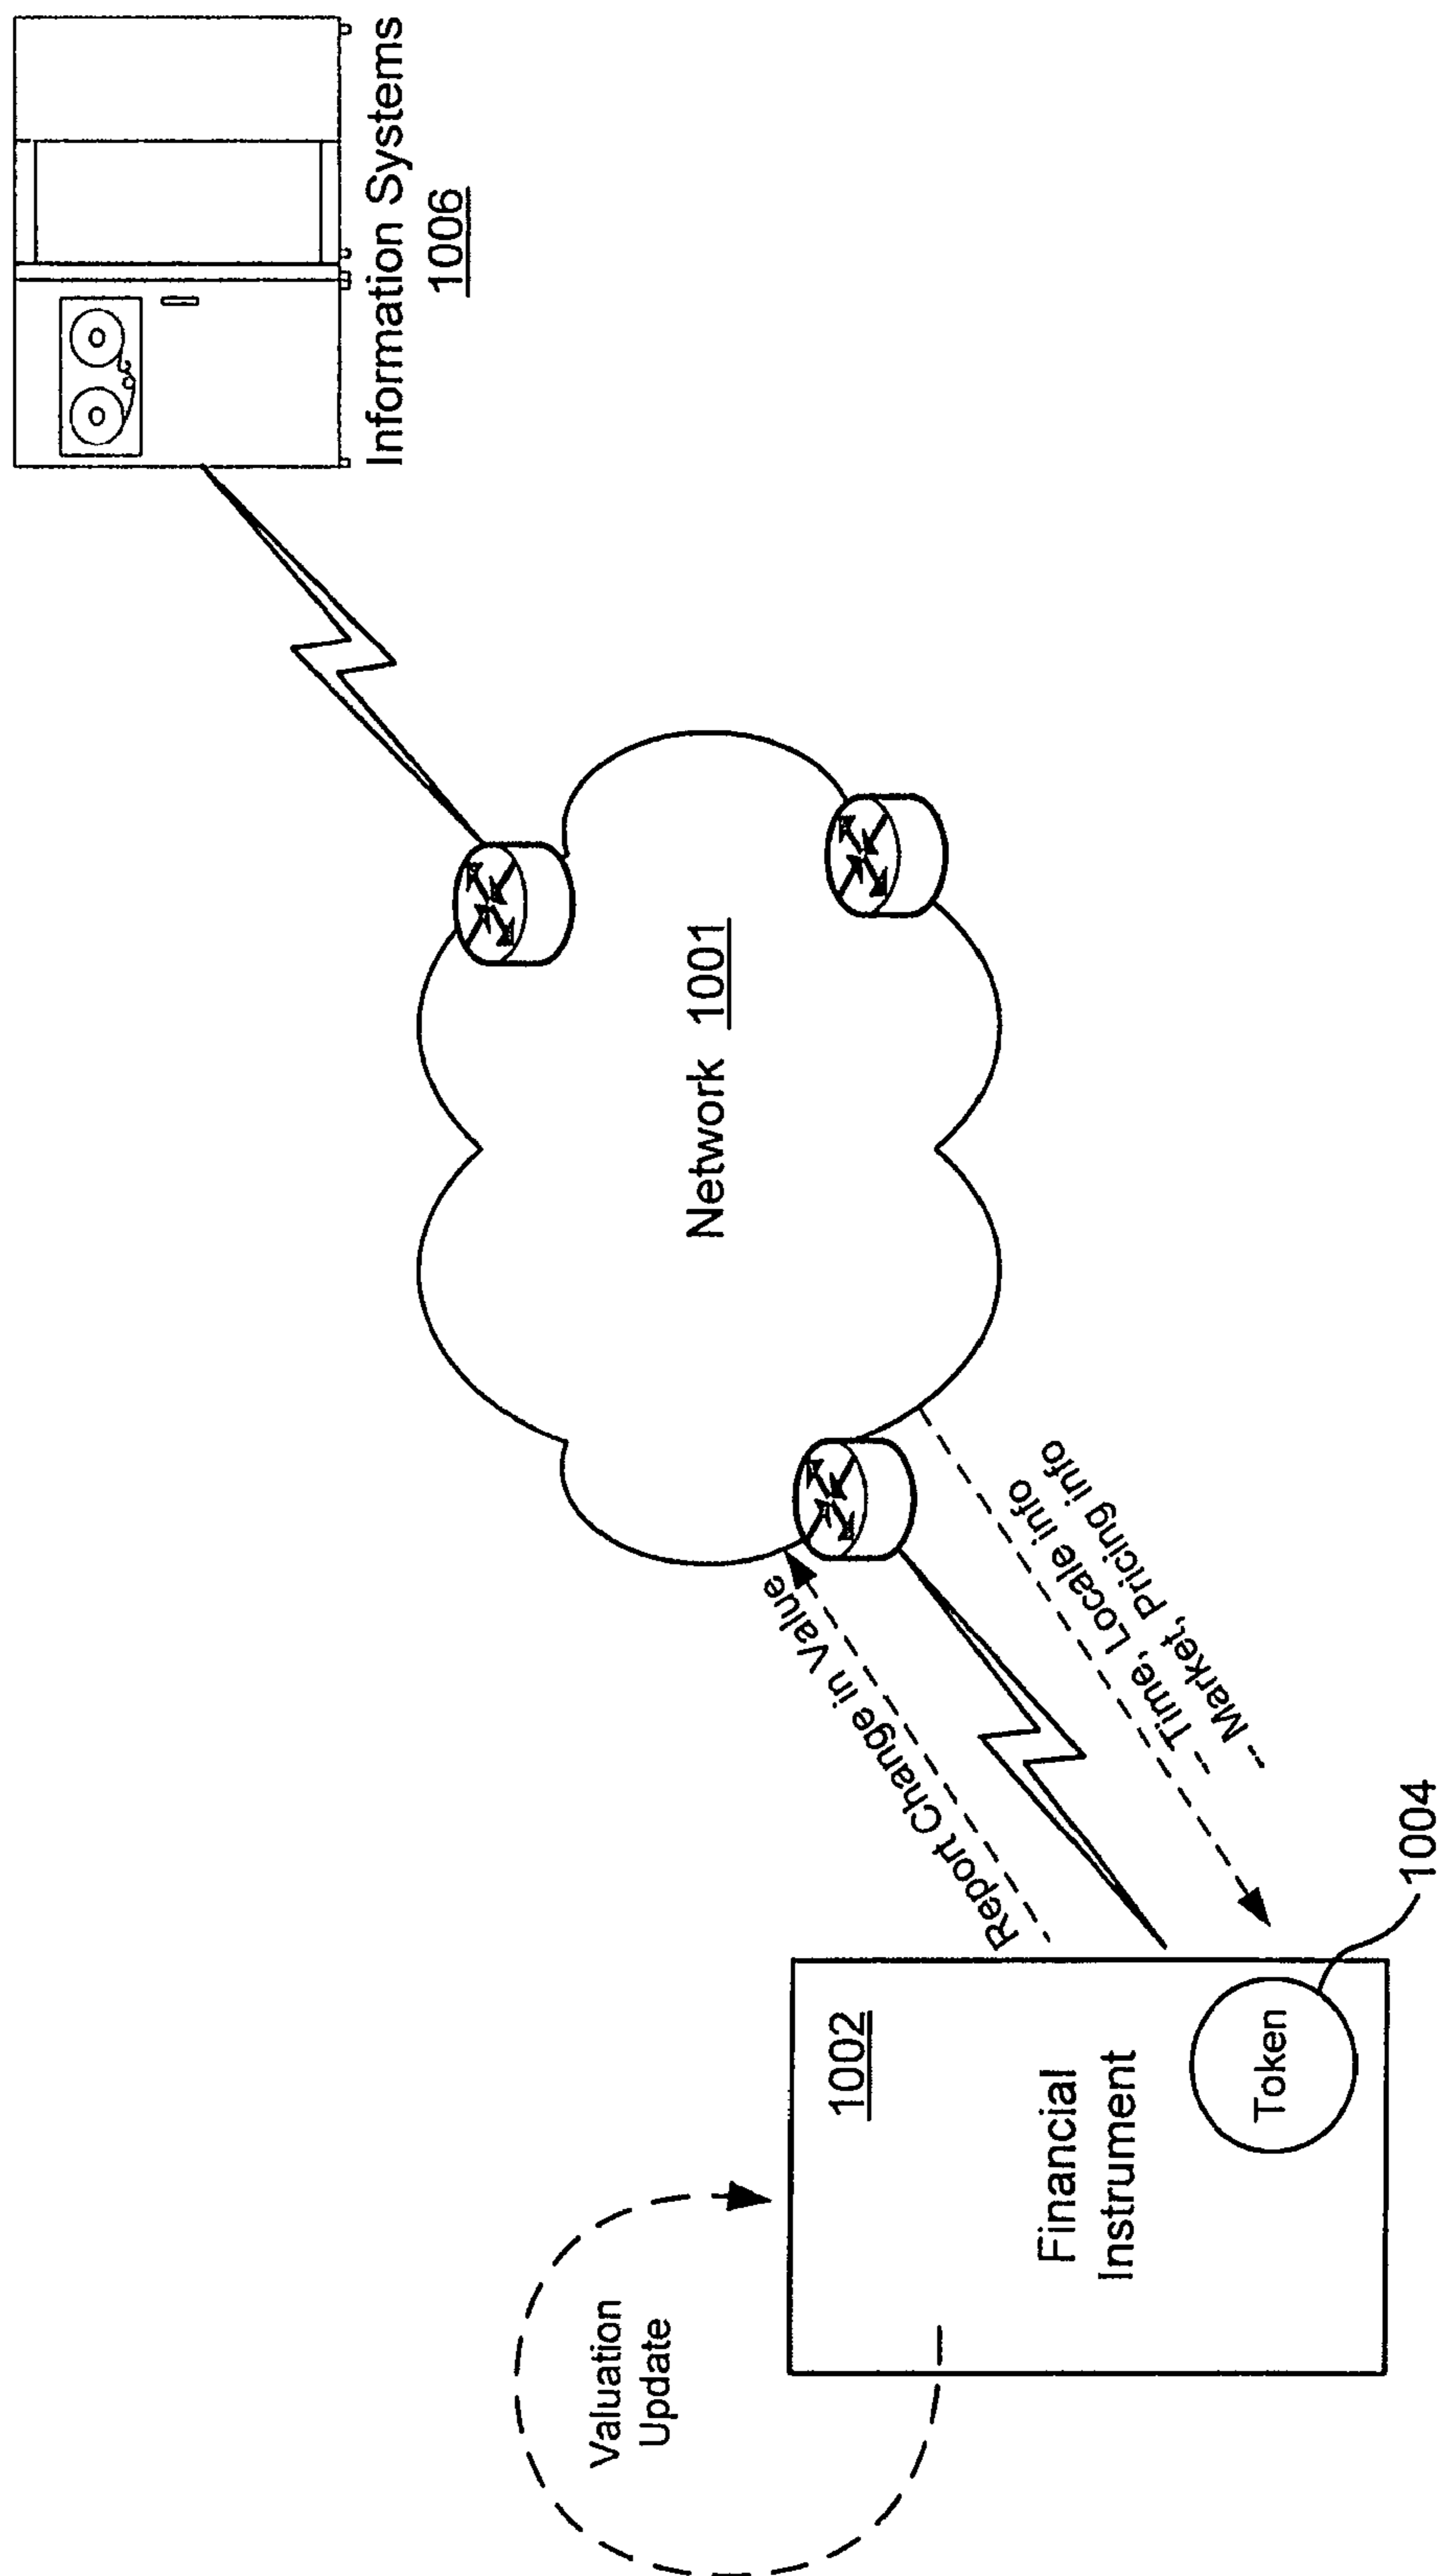 Information Systems
1006
Network 1001
Valuation
Update
Report Change in Value
-- Time, Locale info
-- Market, Pricing info
1002
Financial
Instrument
Token
1004